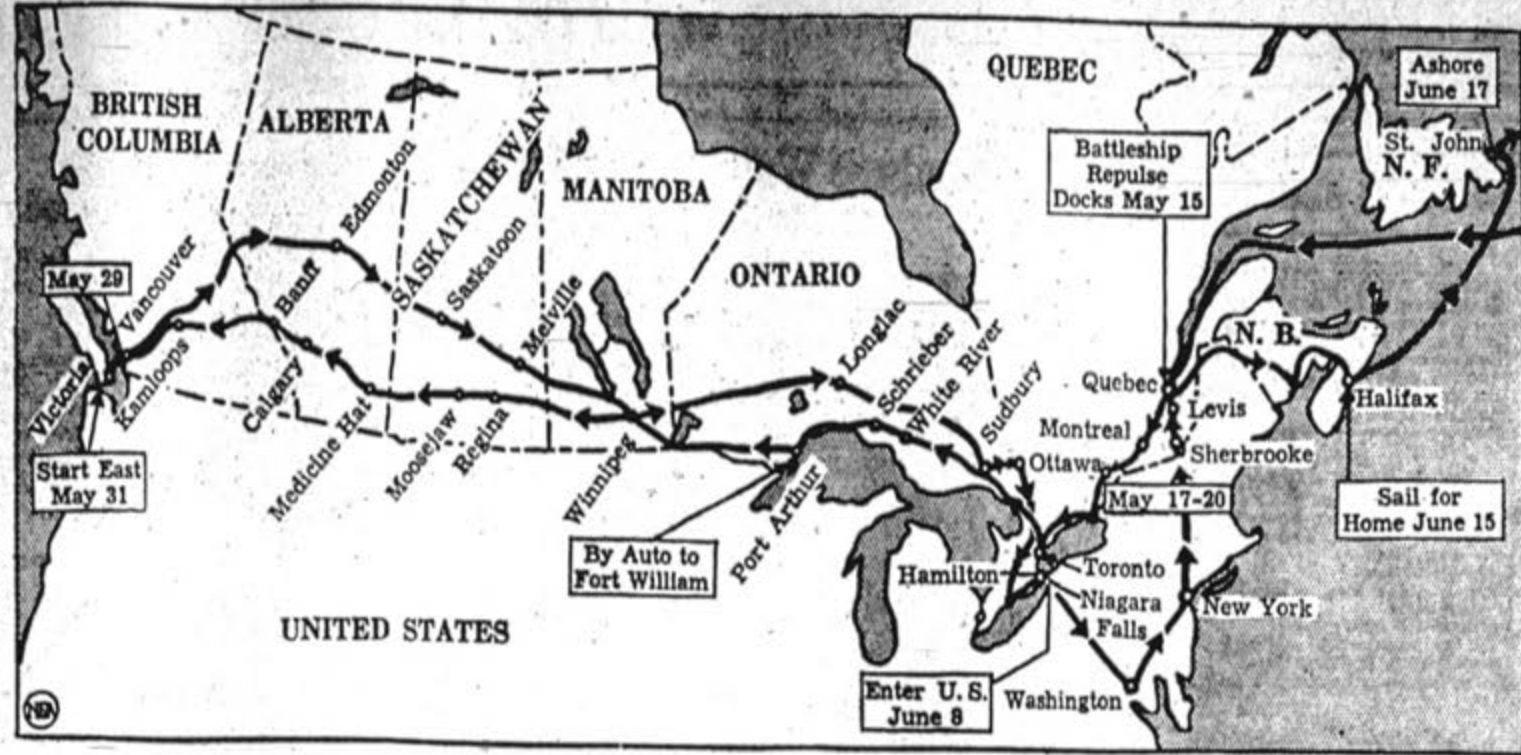 BRITISH
COLUMBIA
ALBERTA
SASKATCHEWAN
MANITOBA
ONTARIO
QUEBEC
Ashore
June 17
St. John
N. F.
Battleship
Repulse
Docks May 15
May 29
Vancouver
Edmonton
Banff
Saskatoon
Melville
Longlac
Schrieber
White River
Sudbury
N. B.
Quebec
Levis
Halifax
Montreal
Sherbrooke
Ottawa
May 17-20
Victoria
Kamloops
Calgary
Medicine Hat
Moosejaw
Regina
Winnipeg
Port Arthur
Start East
May 31
Sail for
Home June 15
By Auto to
Fort William
Hamilton
Toronto
Niagara
Falls
New York
UNITED STATES
Enter U. S.
June 8
Washington
NEA